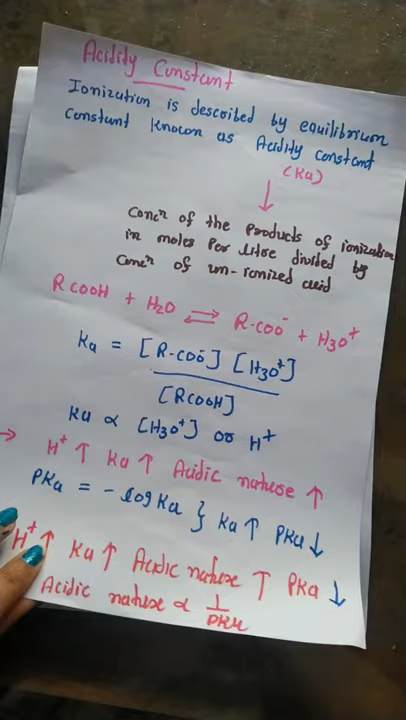 Acidity Constant
Ionization is described by equilibrium
constant known as Acidity constant
(Ka)
↓
Concⁿ of the Products of ionization
in moles Per litre divided by
Concⁿ of un-ionized acid
RCOOH + H2O ⇌ R-COO⁻ + H3O⁺
Ka = [R-COO⁻] [H3O⁺]
[RCOOH]
Ka ∝ [H3O⁺] or H⁺
→ H⁺ ↑ Ka ↑ Acidic nature ↑
PKa = - log Ka } Ka ↑ PKa ↓
H⁺ ↑ Ka ↑ Acidic nature ↑ PKa ↓
Acidic nature ∝ 1/PKa